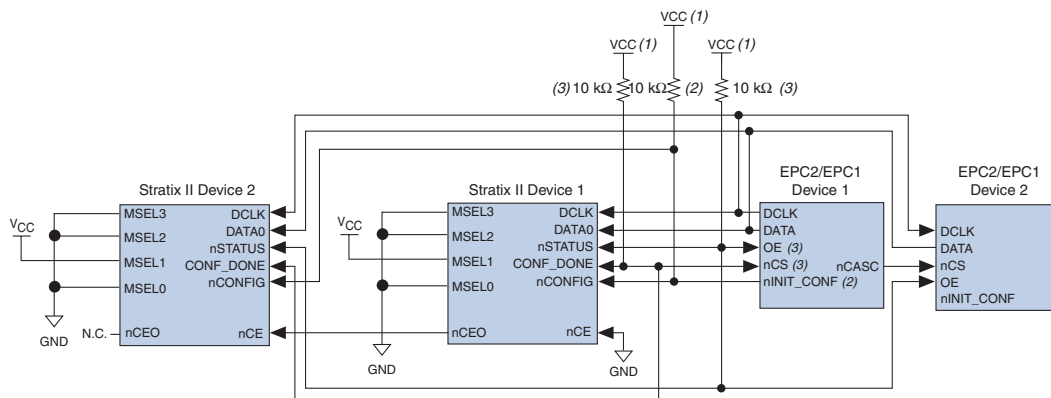 VCC (1)
VCC (1)
VCC (1)
(3) 10 kΩ
10 kΩ
(2)
10 kΩ (3)
Stratix II Device 2
MSEL3
MSEL2
MSEL1
MSEL0
nCEO
DCLK
DATA0
nSTATUS
CONF_DONE
nCONFIG
nCE
VCC
GND
N.C.
Stratix II Device 1
MSEL3
MSEL2
MSEL1
MSEL0
nCEO
DCLK
DATA0
nSTATUS
CONF_DONE
nCONFIG
nCE
VCC
GND
GND
EPC2/EPC1
Device 1
DCLK
DATA
OE (3)
nCS (3)
nCASC
nINIT_CONF (2)
EPC2/EPC1
Device 2
DCLK
DATA
nCS
OE
nINIT_CONF